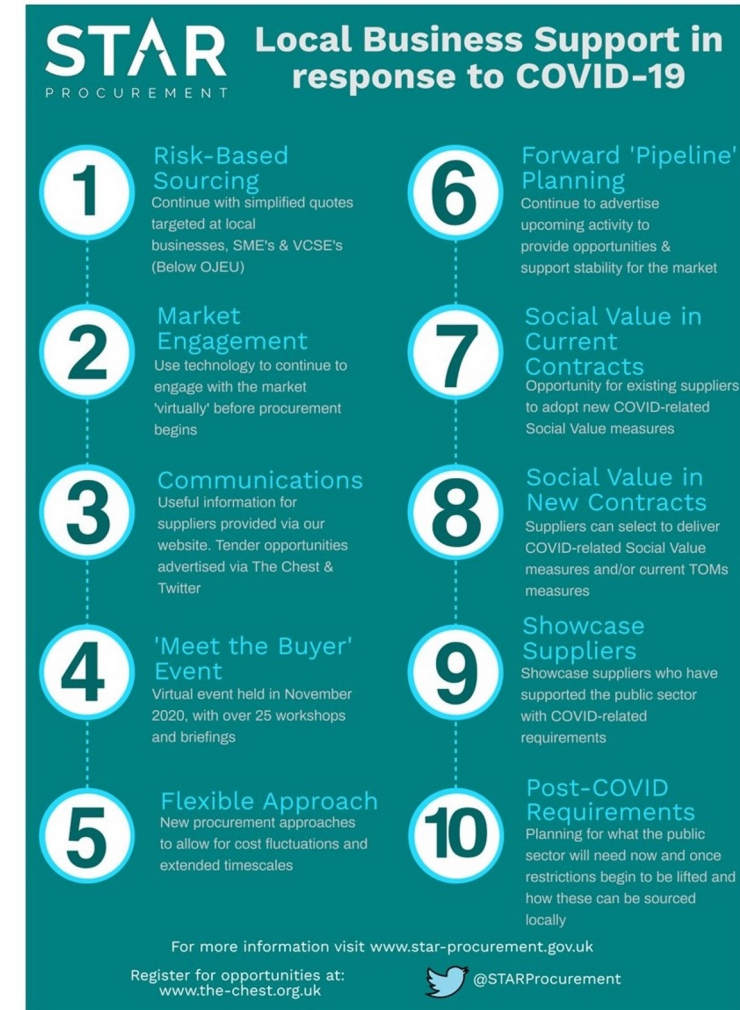 STAR
PROCUREMENT
Local Business Support in
response to COVID-19
1
Risk-Based
Sourcing
Continue with simplified quotes
targeted at local
businesses, SME's & VCSE's
(Below OJEU)
2
Market
Engagement
Use technology to continue to
engage with the market
'virtually' before procurement
begins
3
Communications
Useful information for
suppliers provided via our
website. Tender opportunities
advertised via The Chest &
Twitter
4
'Meet the Buyer'
Event
Virtual event held in November
2020, with over 25 workshops
and briefings
5
Flexible Approach
New procurement approaches
to allow for cost fluctuations and
extended timescales
6
Forward 'Pipeline'
Planning
Continue to advertise
upcoming activity to
provide opportunities &
support stability for the market
7
Social Value in
Current
Contracts
Opportunity for existing suppliers
to adopt new COVID-related
Social Value measures
8
Social Value in
New Contracts
Suppliers can select to deliver
COVID-related Social Value
measures and/or current TOMs
measures
9
Showcase
Suppliers
Showcase suppliers who have
supported the public sector
with COVID-related
requirements
10
Post-COVID
Requirements
Planning for what the public
sector will need now and once
restrictions begin to be lifted and
how these can be sourced
locally
For more information visit www.star-procurement.gov.uk
Register for opportunities at:
www.the-chest.org.uk
@STARProcurement